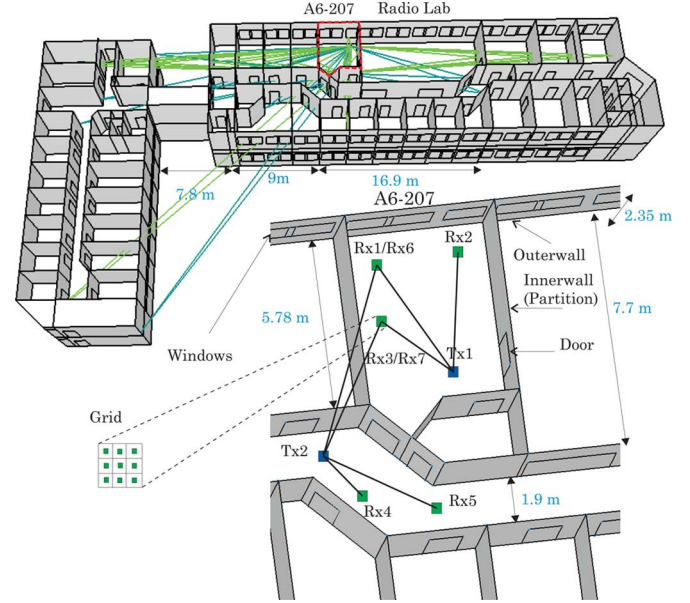 A6-207 Radio Lab
7.8 m
9m
16.9 m
A6-207
2.35 m
Rx1/Rx6
Rx2
Outerwall
Innerwall
(Partition)
5.78 m
7.7 m
Door
Windows
Rx3/Rx7
Tx1
Grid
Tx2
Rx4
Rx5
1.9 m